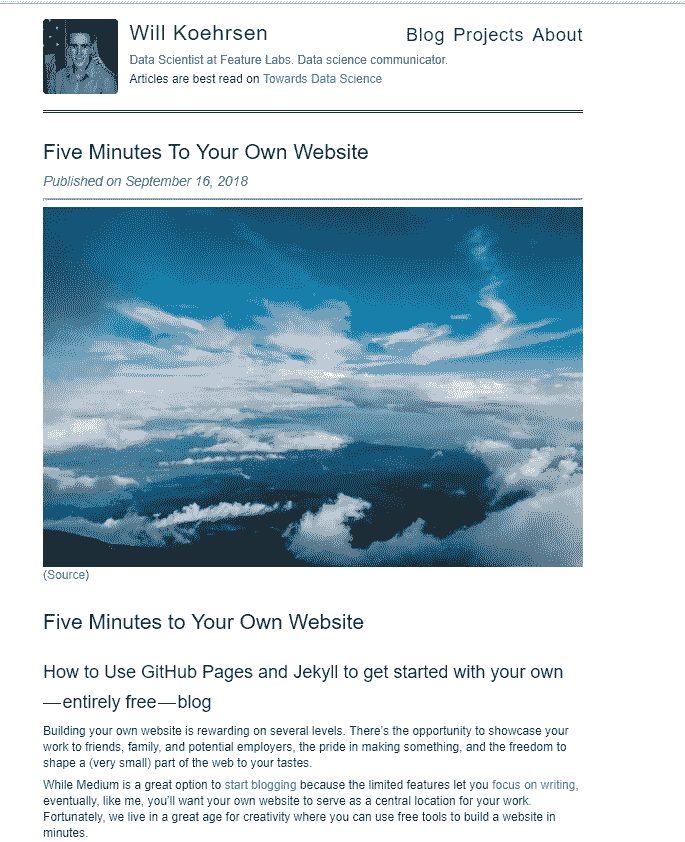 Will Koehrsen
Blog Projects About
Data Scientist at Feature Labs. Data science communicator.
Articles are best read on Towards Data Science
Five Minutes To Your Own Website
Published on September 16, 2018
(Source)
Five Minutes to Your Own Website
How to Use GitHub Pages and Jekyll to get started with your own
—entirely free—blog
Building your own website is rewarding on several levels. There’s the opportunity to showcase your
work to friends, family, and potential employers, the pride in making something, and the freedom to
shape a (very small) part of the web to your tastes.
While Medium is a great option to start blogging because the limited features let you focus on writing,
eventually, like me, you’ll want your own website to serve as a central location for your work.
Fortunately, we live in a great age for creativity where you can use free tools to build a website in
minutes.